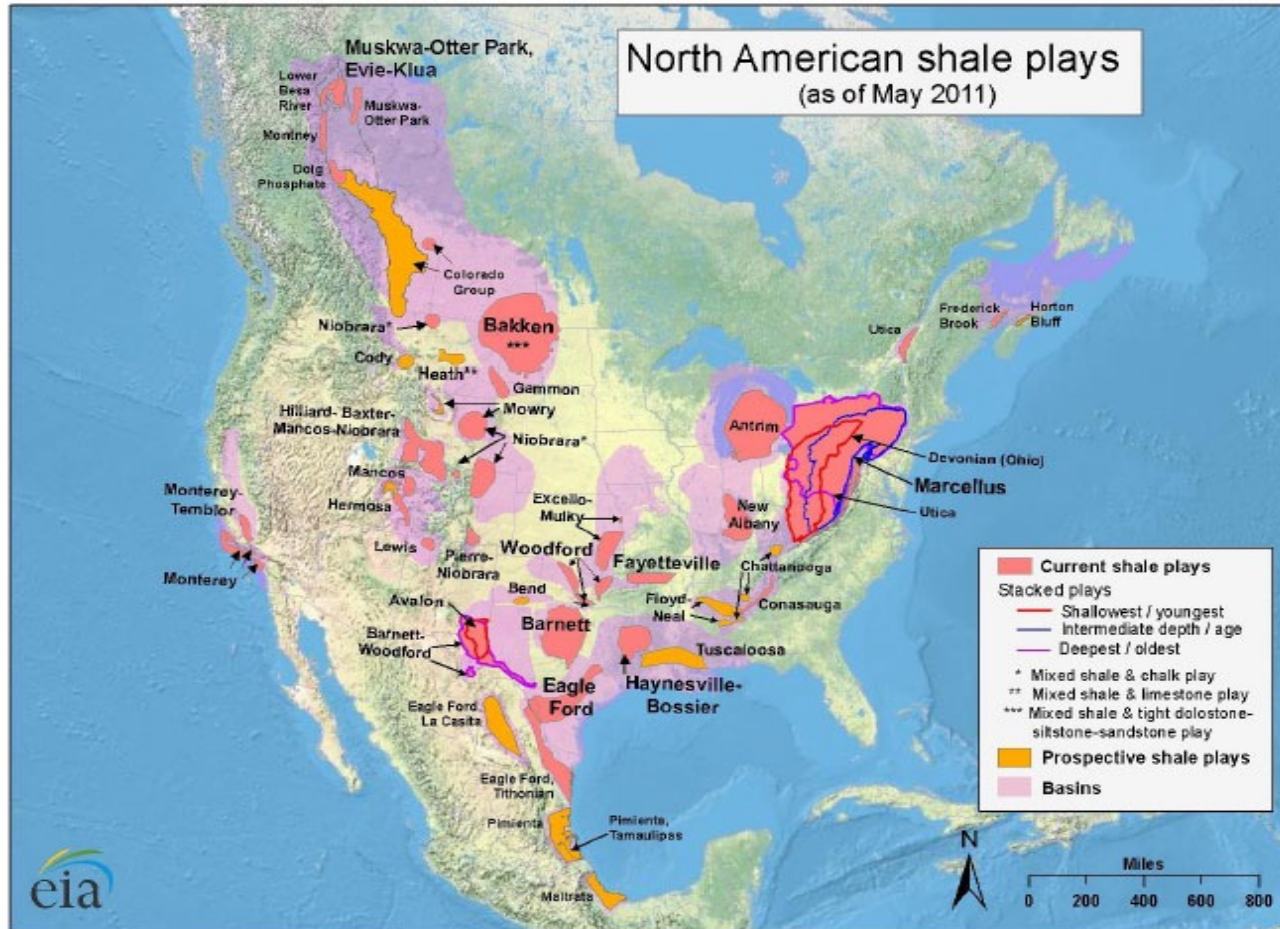 North American shale plays
(as of May 2011)
Muskwa-Otter Park,
Evie-Klua
Lower
Besa
River
Muskwa-
Otter Park
Montney
Doig
Phosphate
Colorado
Group
Niobrara*
Bakken
***
Cody
Heath**
Gammon
Mowry
Hilliard- Baxter-
Mancos-Niobrara
Niobrara*
Mancos
Hermosa
Monterey-
Temblor
Monterey
Lewis
Pierre-
Niobrara
Excello-
Mulky
Woodford
Fayetteville
Bend
Avalon
Barnett
Barnett-
Woodford
Eagle
Ford
Haynesville-
Bossier
Tuscaloosa
Floyd-
Neal
Conasauga
Chattanooga
New
Albany
Antrim
Devonian (Ohio)
Marcellus
Utica
Utica
Frederick
Brook
Horton
Bluff
Eagle Ford,
La Casita
Eagle Ford,
Tithonian
Pimienta
Pimienta,
Tamaulipas
Maltrata
Current shale plays
Stacked plays
Shallowest / youngest
Intermediate depth / age
Deepest / oldest
* Mixed shale & chalk play
** Mixed shale & limestone play
*** Mixed shale & tight dolostone-
siltstone-sandstone play
Prospective shale plays
Basins
N
Miles
0 200 400 600 800
eia